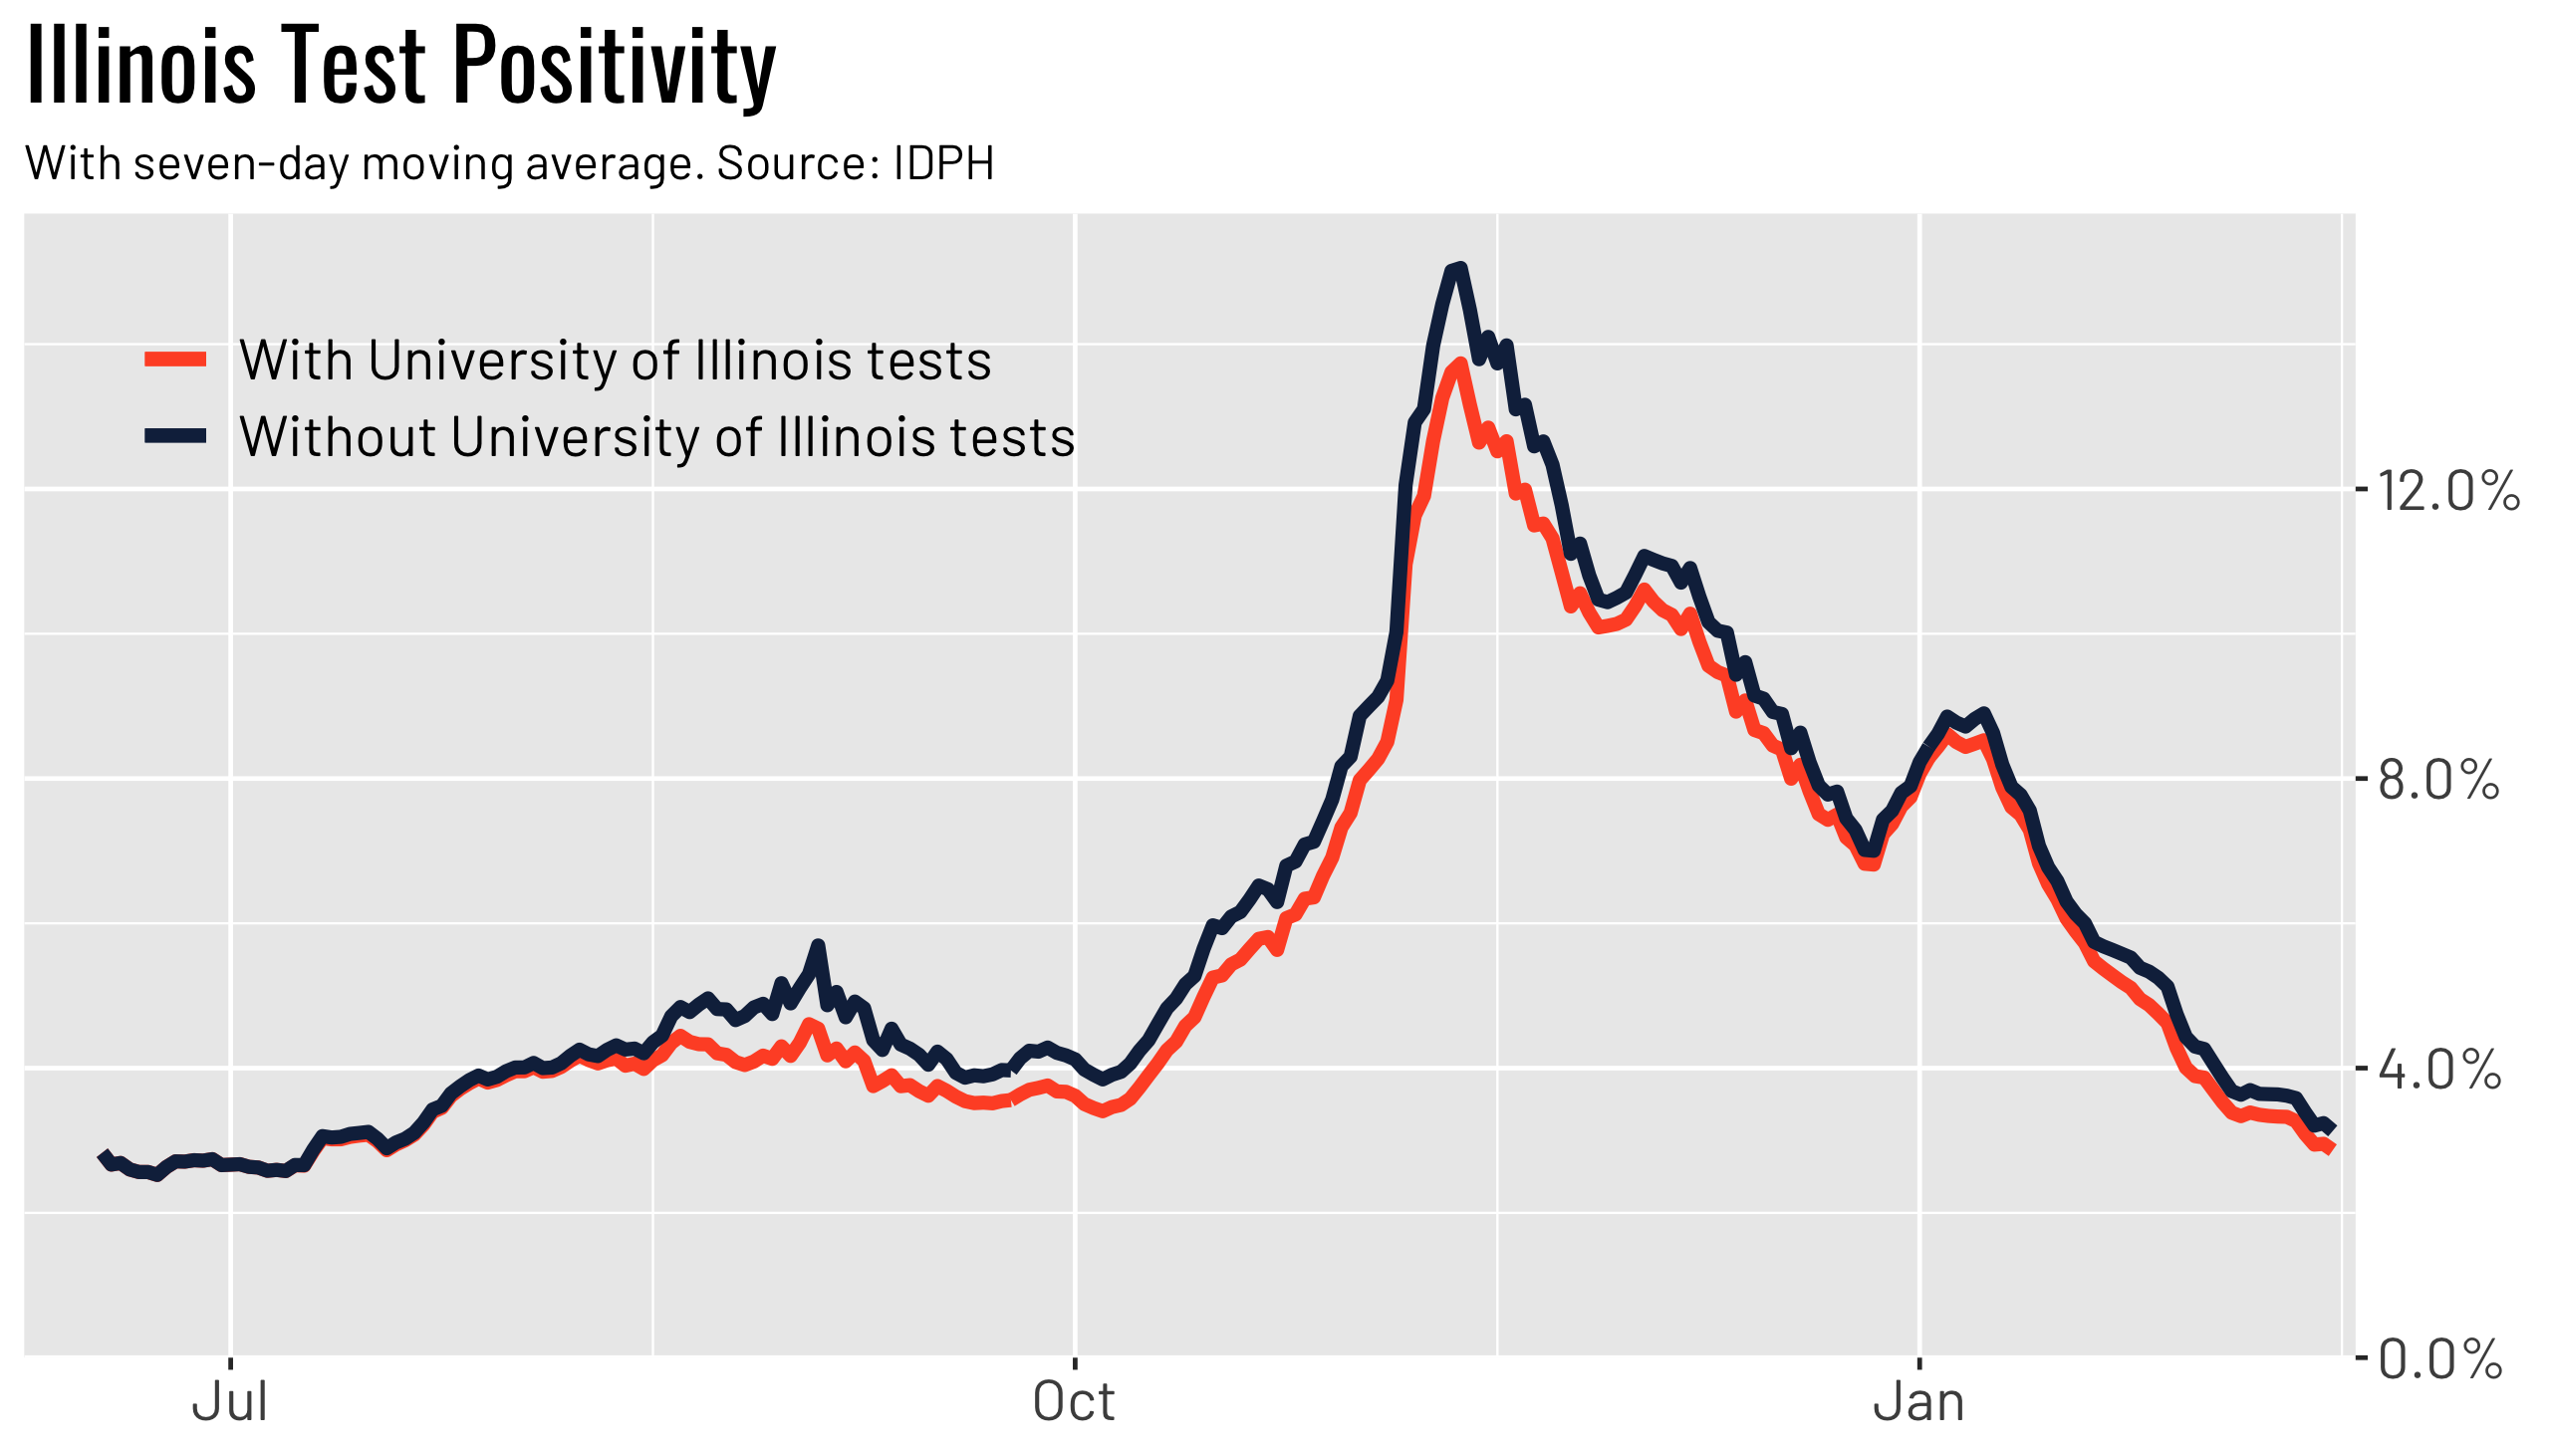 Illinois Test Positivity
With seven-day moving average. Source: IDPH
With University of Illinois tests
Without University of Illinois tests
12.0%
8.0%
4.0%
0.0%
Jul Oct Jan